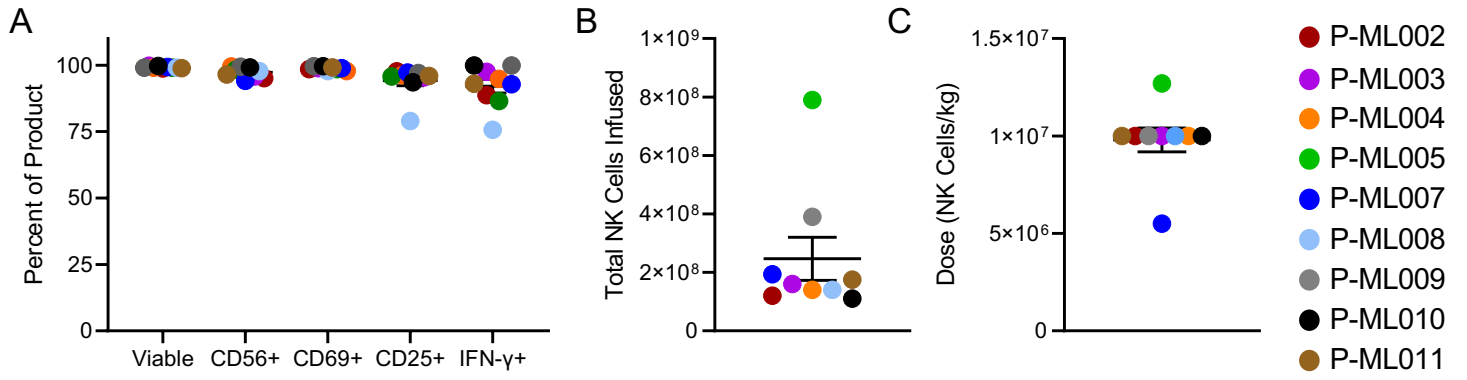 A
Percent of Product
100
75
50
25
0
Viable CD56+ CD69+ CD25+ IFN-γ+
B
Total NK Cells Infused
1×10⁹
8×10⁸
6×10⁸
4×10⁸
2×10⁸
0
C
Dose (NK Cells/kg)
1.5×10⁷
1×10⁷
5×10⁶
0
P-ML002
P-ML003
P-ML004
P-ML005
P-ML007
P-ML008
P-ML009
P-ML010
P-ML011